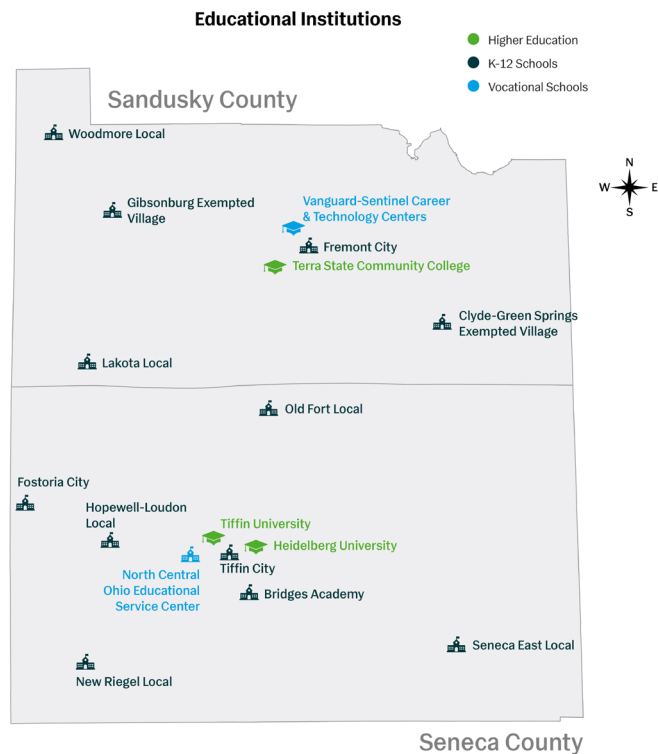 Educational Institutions
Higher Education
K-12 Schools
Vocational Schools
Sandusky County
Woodmore Local
N
W
E
S
Gibsonburg Exempted
Village
Vanguard-Sentinel Career
& Technology Centers
Fremont City
Terra State Community College
Clyde-Green Springs
Exempted Village
Lakota Local
Old Fort Local
Fostoria City
Hopewell-Loudon
Local
Tiffin University
Heidelberg University
Tiffin City
North Central
Ohio Educational
Service Center
Bridges Academy
Seneca East Local
New Riegel Local
Seneca County